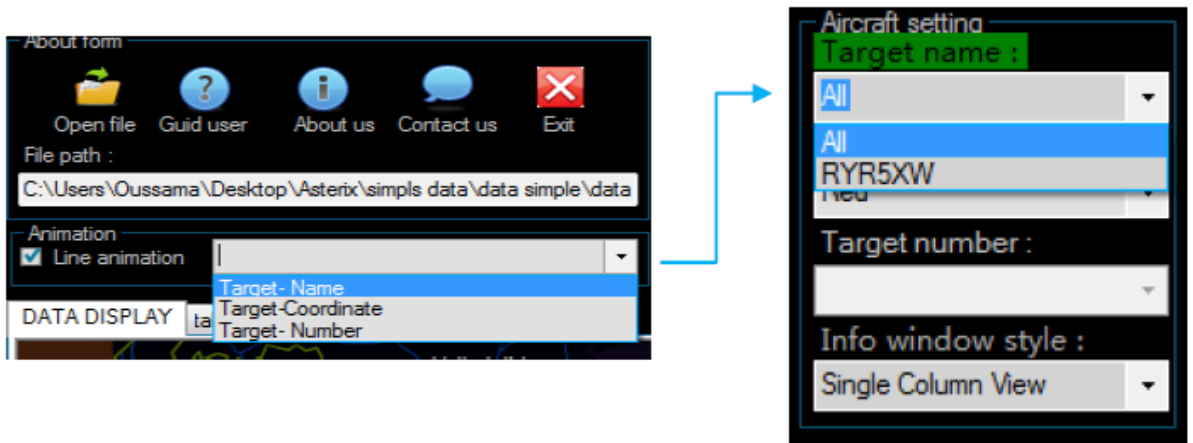 About form
Open file Guid user About us Contact us Exit
File path :
C:\Users\Oussama\Desktop\Asterix\simpls data\data simple\data
Animation
Line animation
Target- Name
Target-Coordinate
Target- Number
DATA DISPLAY ta
Aircraft setting
Target name :
All
All
RYR5XW
Red
Target number :
Info window style :
Single Column View